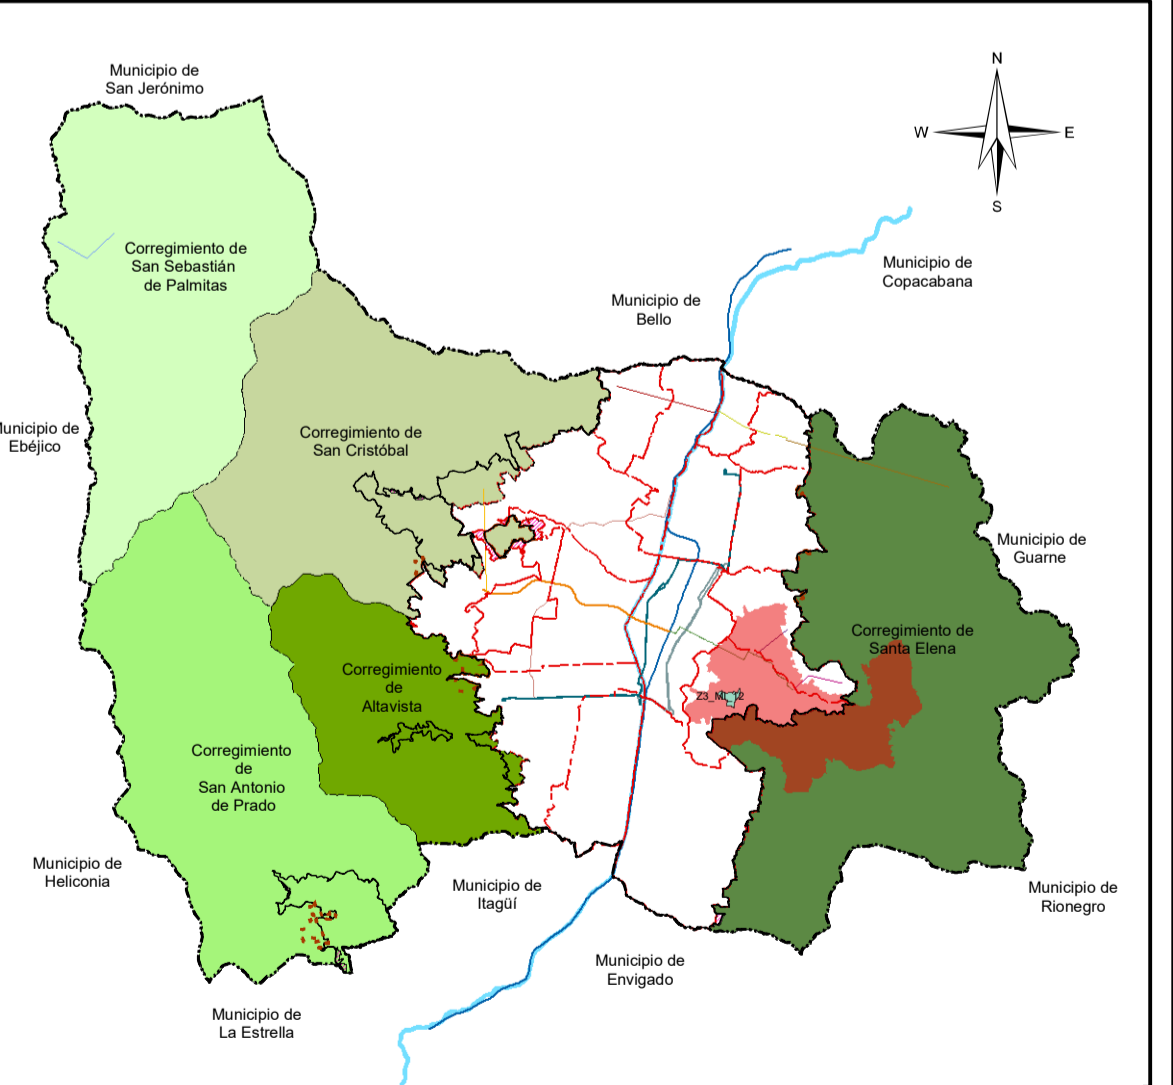 N
W
E
S
Municipio de
San Jerónimo
Corregimiento de
San Sebastián
de Palmitas
Municipio de
Copacabana
Municipio de
Bello
Municipio de
Ebéjico
Corregimiento de
San Cristóbal
Municipio de
Guarne
Corregimiento de
Santa Elena
Corregimiento
de
Altavista
Corregimiento
de
San Antonio
de Prado
Municipio de
Heliconia
Municipio de
Itagüí
Municipio de
Rionegro
Municipio de
Envigado
Municipio de
La Estrella